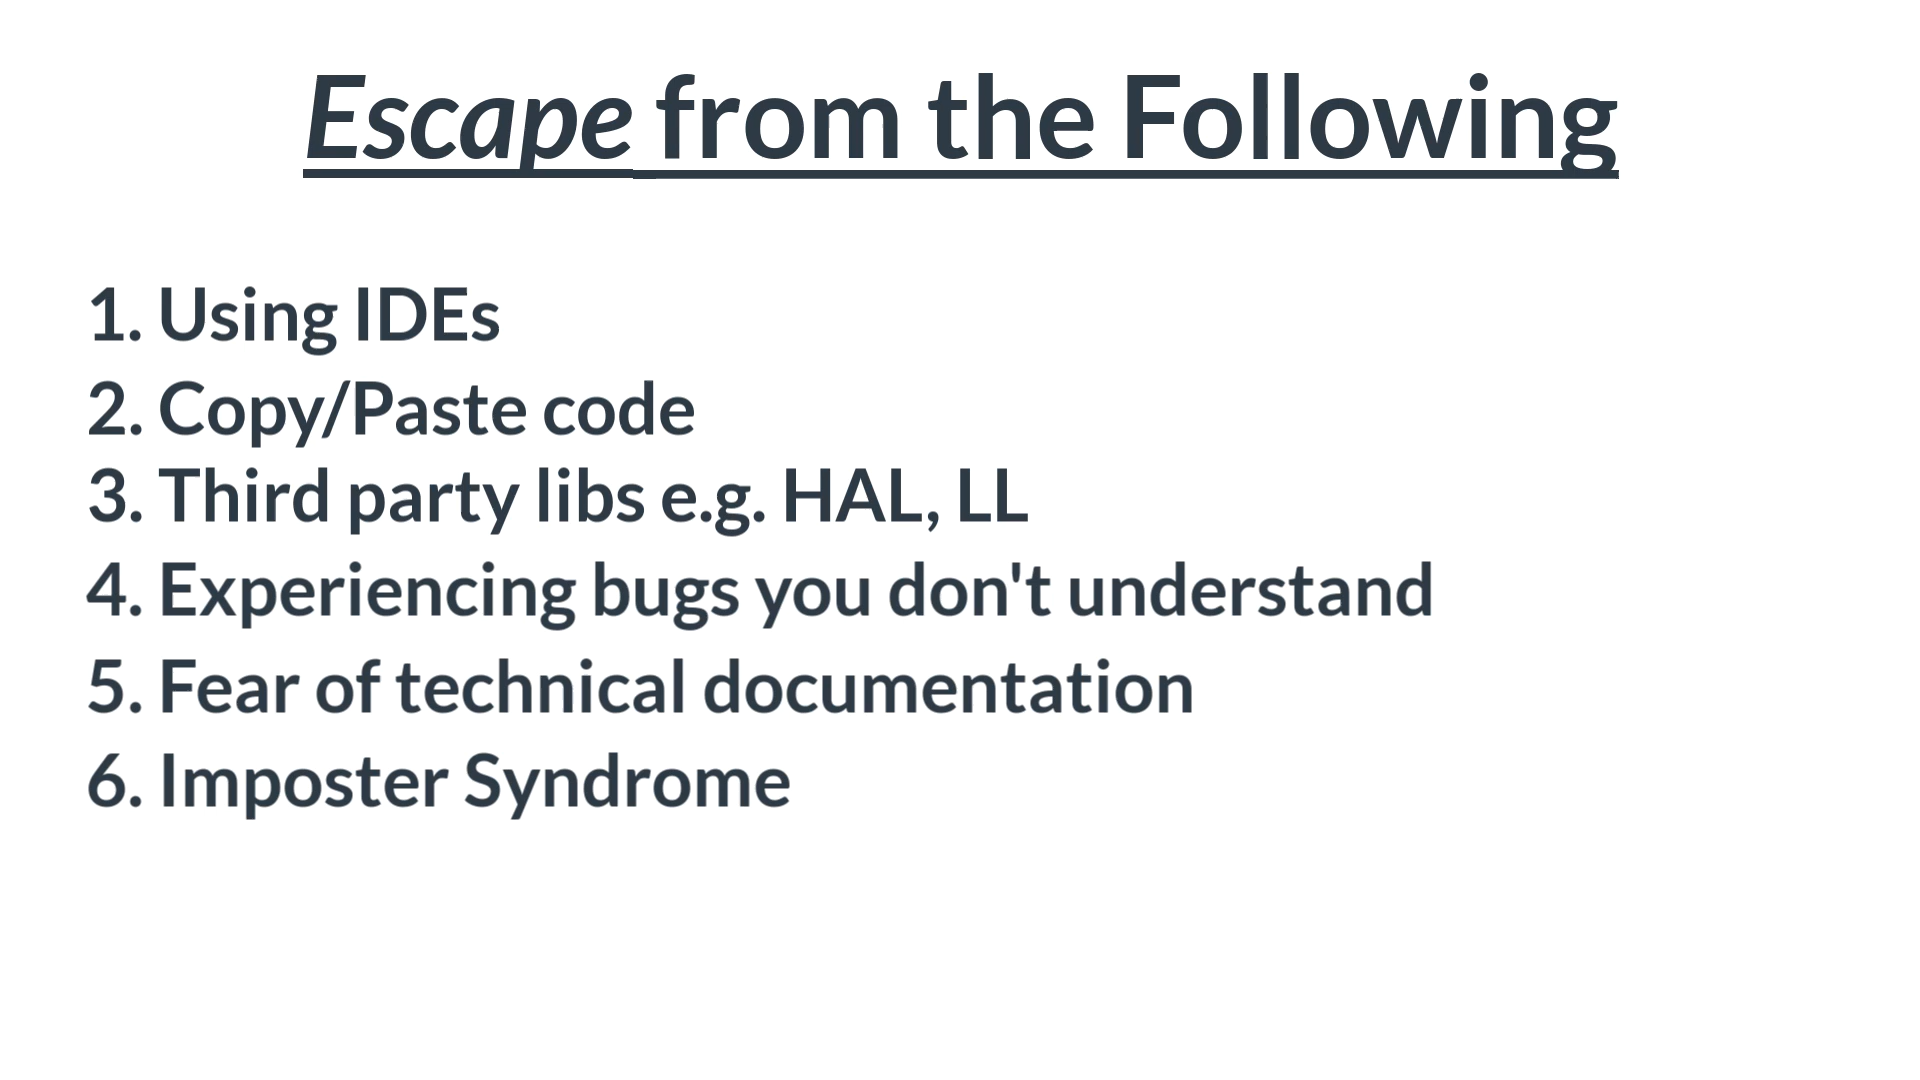 Escape from the Following
1. Using IDEs
2. Copy/Paste code
3. Third party libs e.g. HAL, LL
4. Experiencing bugs you don't understand
5. Fear of technical documentation
6. Imposter Syndrome